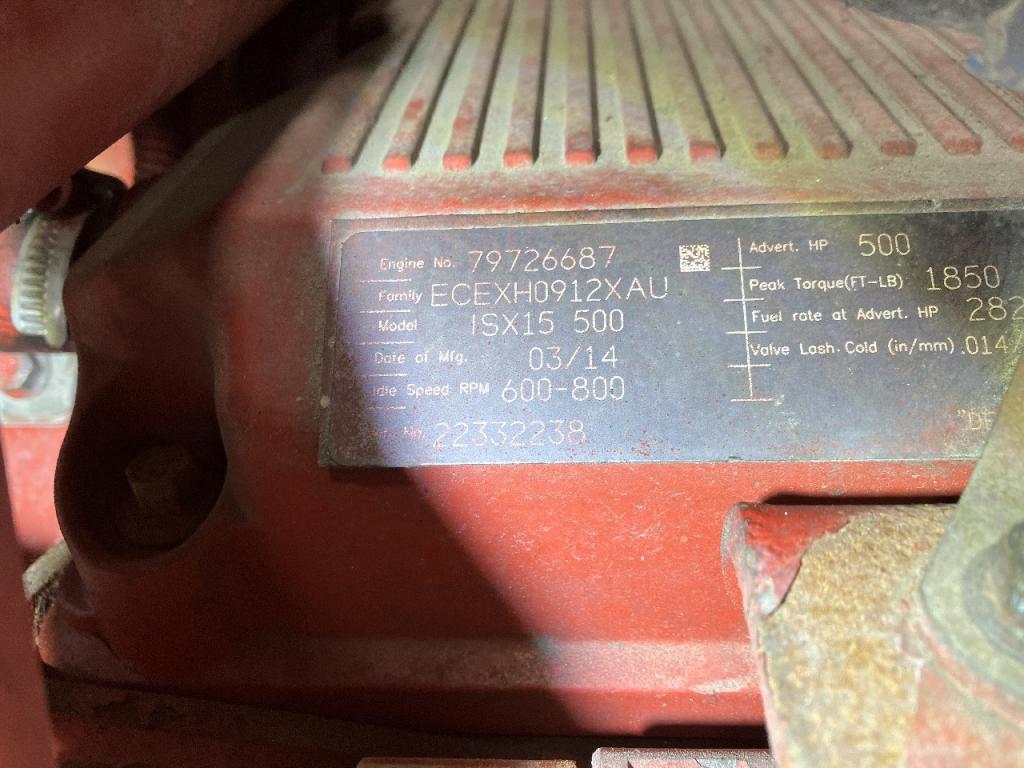 Engine No. 79726687
Family ECEXH0912XAU
Model ISX15 500
Date of Mfg. 03/14
Idle Speed RPM 600-800
No. 22332238
Advert. HP 500
Peak Torque(FT-LB) 1850
Fuel rate at Advert. HP 282
Valve Lash Cold (in/mm) .014